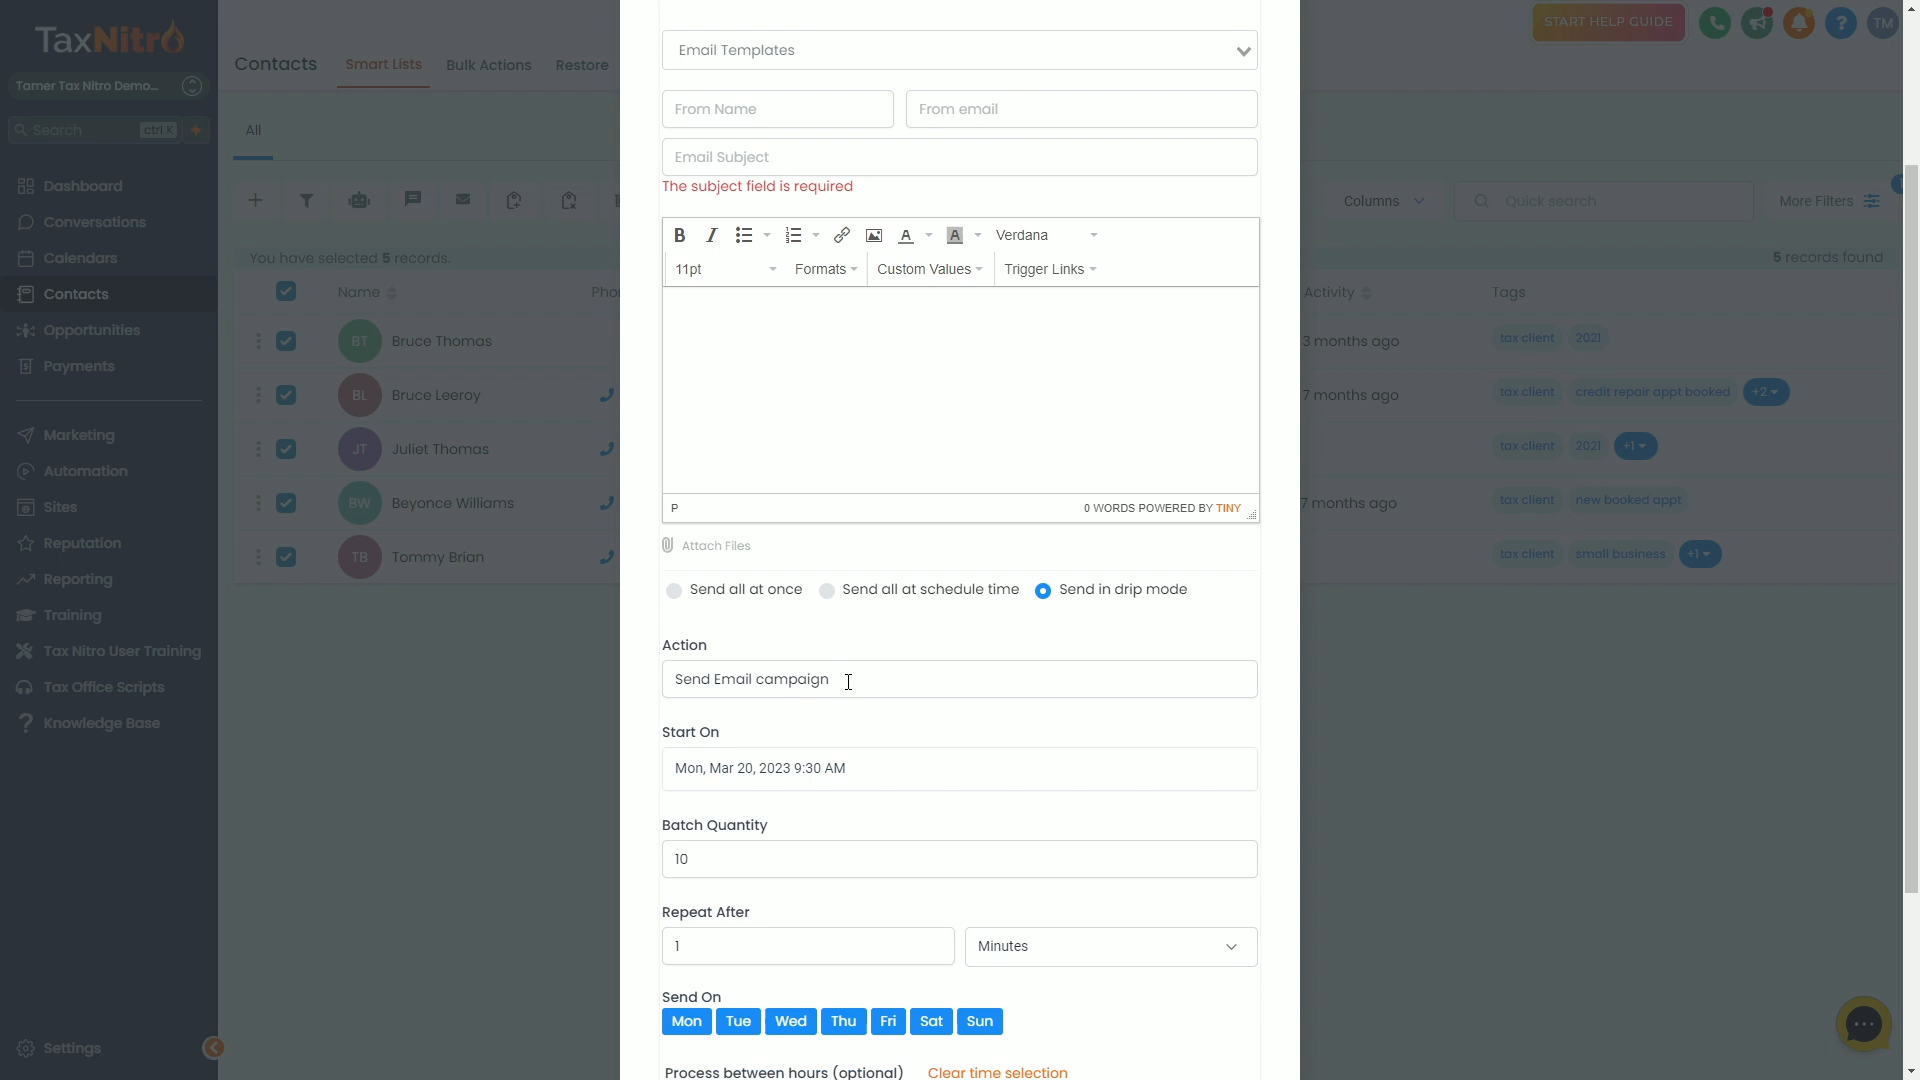 TaxNitro
START HELP GUIDE
TM
Contacts
Smart Lists
Bulk Actions
Restore
Tamer Tax Nitro Demo...
Search
ctrl K
All
Dashboard
Conversations
Calendars
Contacts
Opportunities
Payments
Marketing
Automation
Sites
Reputation
Reporting
Training
Tax Nitro User Training
Tax Office Scripts
Knowledge Base
Settings
You have selected 5 records.
Name
BT
Bruce Thomas
BL
Bruce Leeroy
JT
Juliet Thomas
BW
Beyonce Williams
TB
Tommy Brian
Email Templates
From Name
From email
Email Subject
The subject field is required
B I A A Verdana
11pt Formats Custom Values Trigger Links
P
0 WORDS POWERED BY TINY
Attach Files
Send all at once
Send all at schedule time
Send in drip mode
Action
Send Email campaign
Start On
Mon, Mar 20, 2023 9:30 AM
Batch Quantity
10
Repeat After
1
Minutes
Send On
Mon Tue Wed Thu Fri Sat Sun
Process between hours (optional)
Clear time selection
Columns
Quick search
More Filters
5 records found
Activity
Tags
3 months ago
tax client
2021
7 months ago
tax client
credit repair appt booked
+2
tax client
2021
+1
7 months ago
tax client
new booked appt
tax client
small business
+1